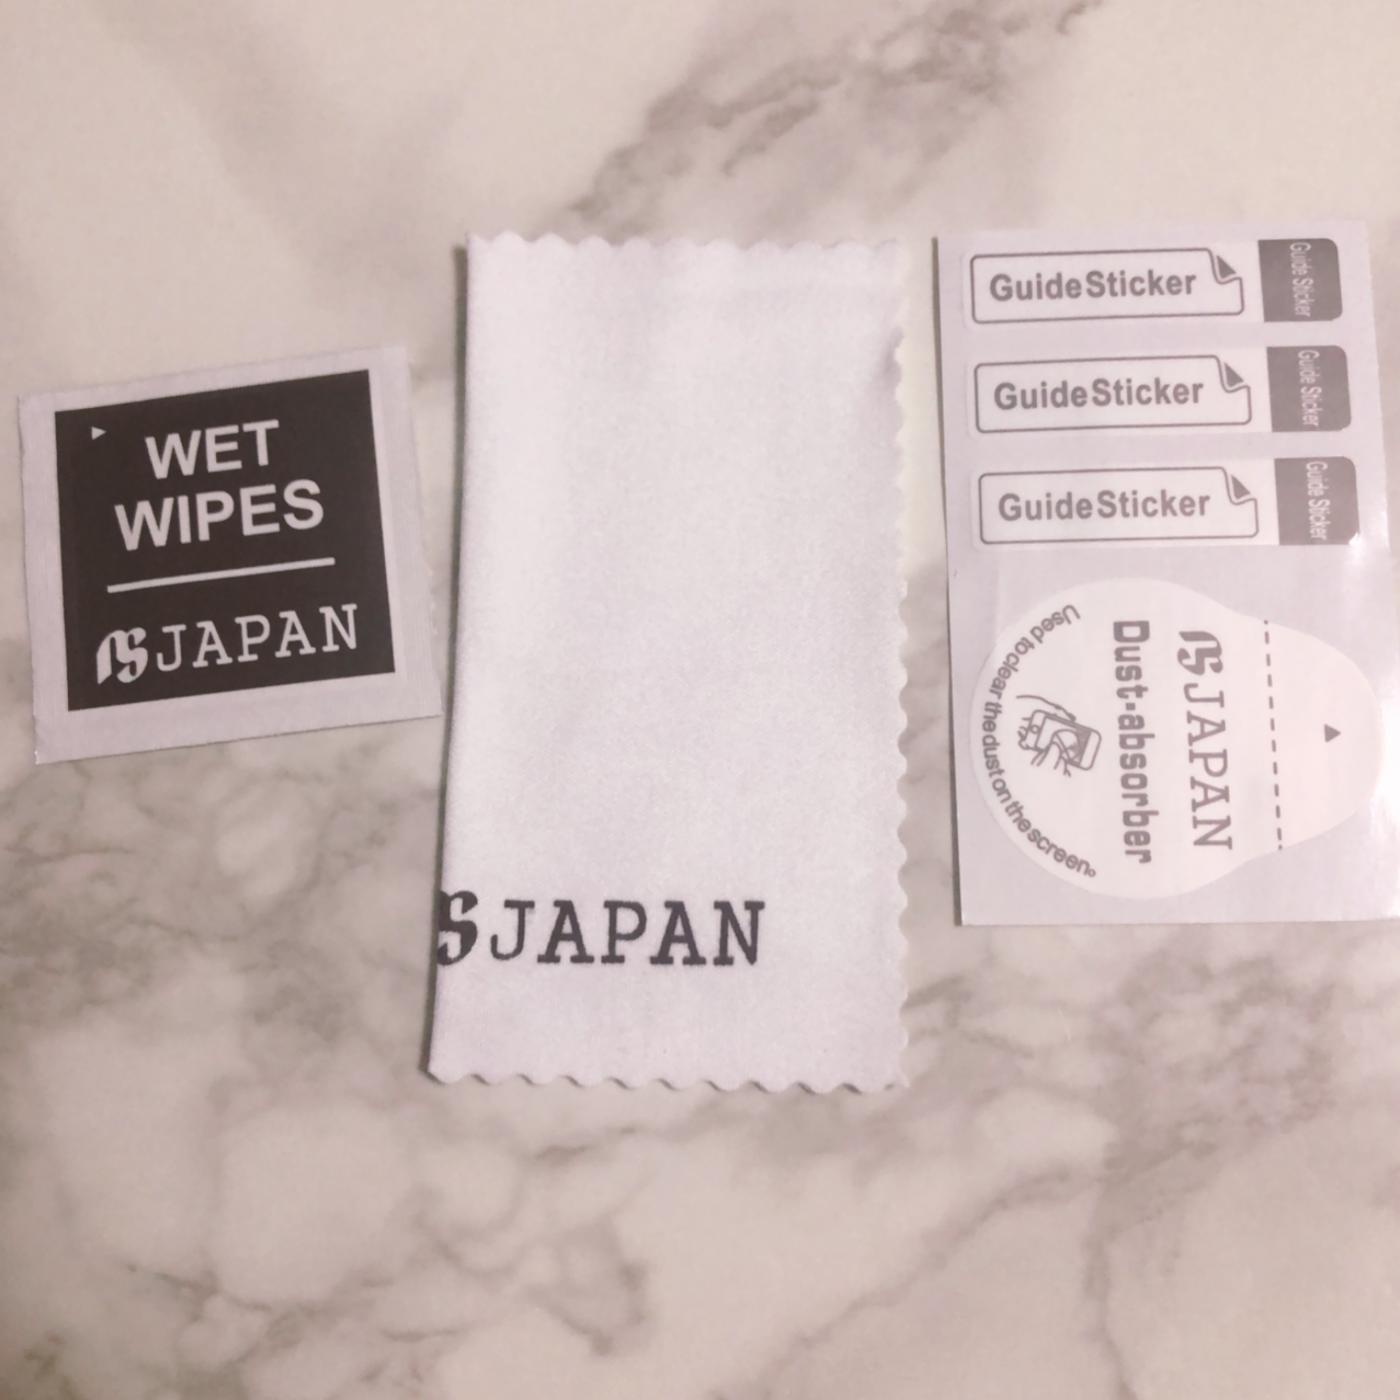 WET
WIPES
JAPAN
JAPAN
GuideSticker
Guide Sticker
GuideSticker
Guide Sticker
GuideSticker
Guide Sticker
JAPAN
Dust-absorber
Used to clear the dust on the screen。